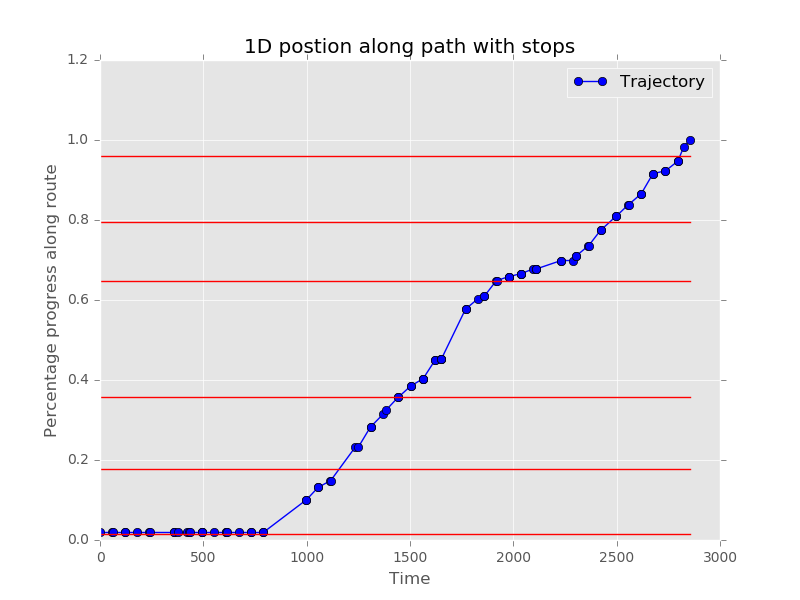 1D postion along path with stops
Trajectory
Percentage progress along route
1.2
1.0
0.8
0.6
0.4
0.2
0.0
0 500 1000 1500 2000 2500 3000
Time